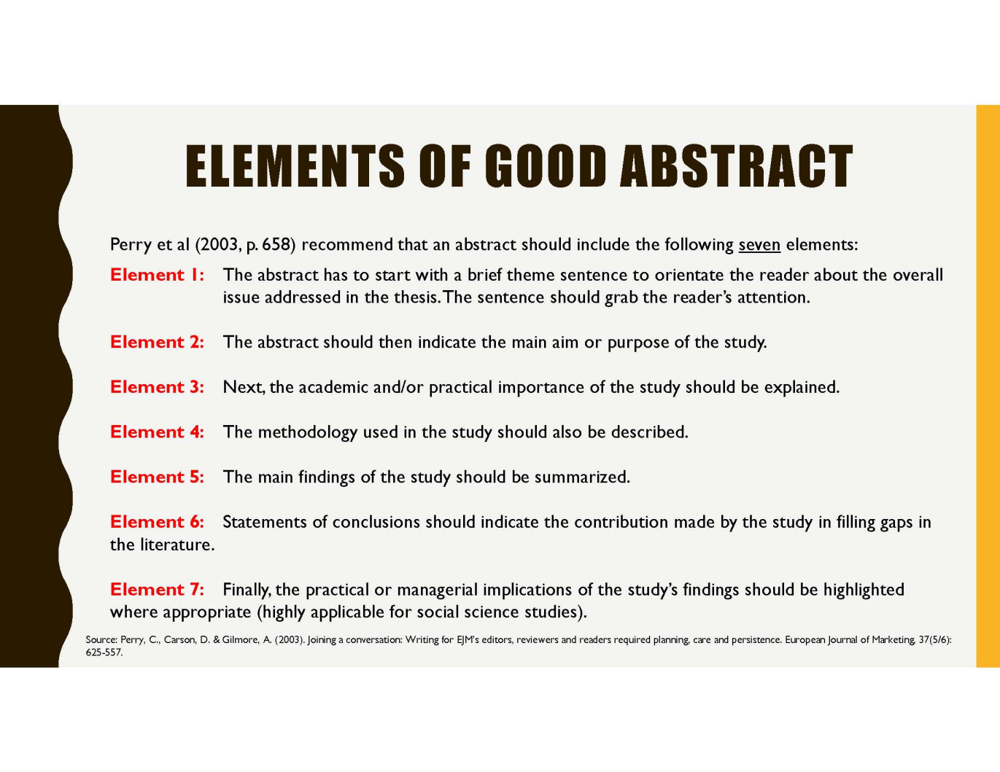 ELEMENTS OF GOOD ABSTRACT
Perry et al (2003, p. 658) recommend that an abstract should include the following seven elements:
Element 1: The abstract has to start with a brief theme sentence to orientate the reader about the overall
issue addressed in the thesis. The sentence should grab the reader's attention.
Element 2: The abstract should then indicate the main aim or purpose of the study.
Element 3: Next, the academic and/or practical importance of the study should be explained.
Element 4: The methodology used in the study should also be described.
Element 5: The main findings of the study should be summarized.
Element 6: Statements of conclusions should indicate the contribution made by the study in filling gaps in
the literature.
Element 7: Finally, the practical or managerial implications of the study's findings should be highlighted
where appropriate (highly applicable for social science studies).
Source: Perry, C., Carson, D. & Gilmore, A. (2003). Joining a conversation: Writing for EJM's editors, reviewers and readers required planning, care and persistence. European Journal of Marketing, 37(5/6):
625-557.